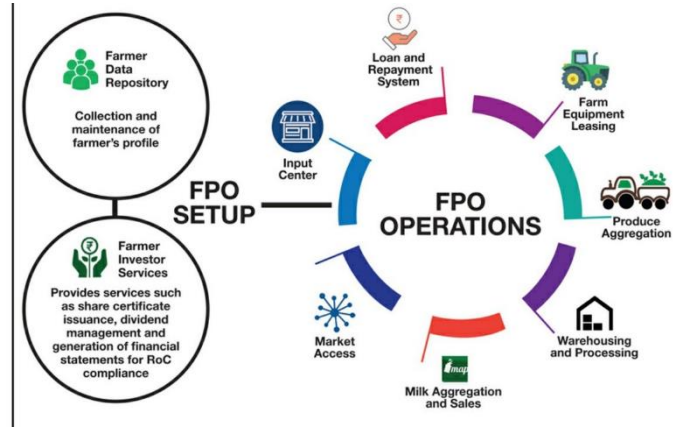 Farmer
Data
Repository
Collection and
maintenance of
farmer's profile
FPO
SETUP
Farmer
Investor
Services
Provides services such
as share certificate
issuance, dividend
management and
generation of financial
statements for RoC
compliance
FPO
OPERATIONS
Loan and
Repayment
System
Farm
Equipment
Leasing
Produce
Aggregation
Warehousing
and Processing
map
Milk Aggregation
and Sales
Market
Access
Input
Center